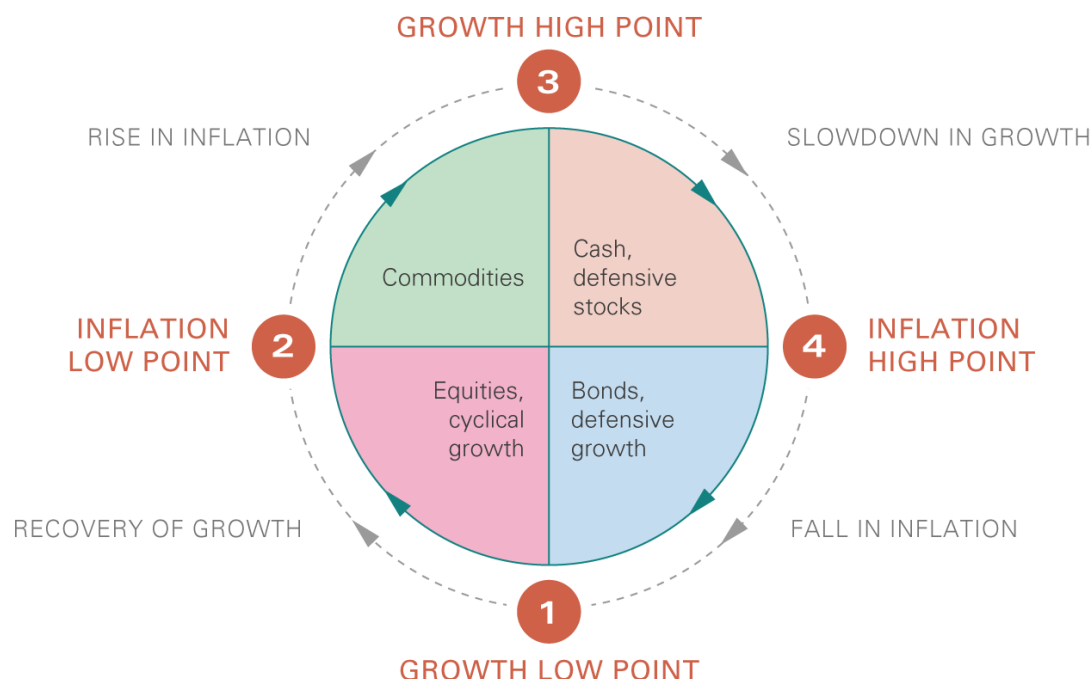 GROWTH HIGH POINT
3
RISE IN INFLATION
SLOWDOWN IN GROWTH
Commodities
Cash,
defensive
stocks
INFLATION
LOW POINT
2
4
INFLATION
HIGH POINT
Equities,
cyclical
growth
Bonds,
defensive
growth
RECOVERY OF GROWTH
FALL IN INFLATION
1
GROWTH LOW POINT